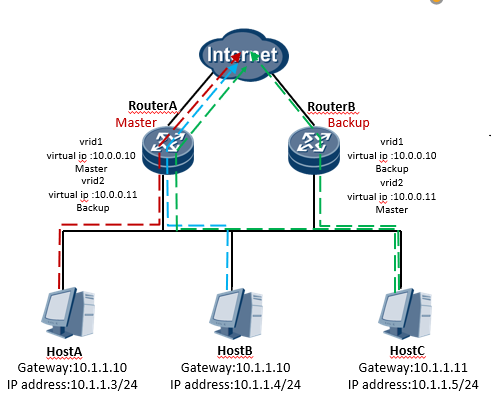 Internet
RouterA
Master
RouterB
Backup
vrid1
virtual ip :10.0.0.10
Master
vrid2
virtual ip :10.0.0.11
Backup
vrid1
virtual ip :10.0.0.10
Backup
vrid2
virtual ip :10.0.0.11
Master
HostA
Gateway:10.1.1.10
IP address:10.1.1.3/24
HostB
Gateway:10.1.1.10
IP address:10.1.1.4/24
HostC
Gateway:10.1.1.11
IP address:10.1.1.5/24